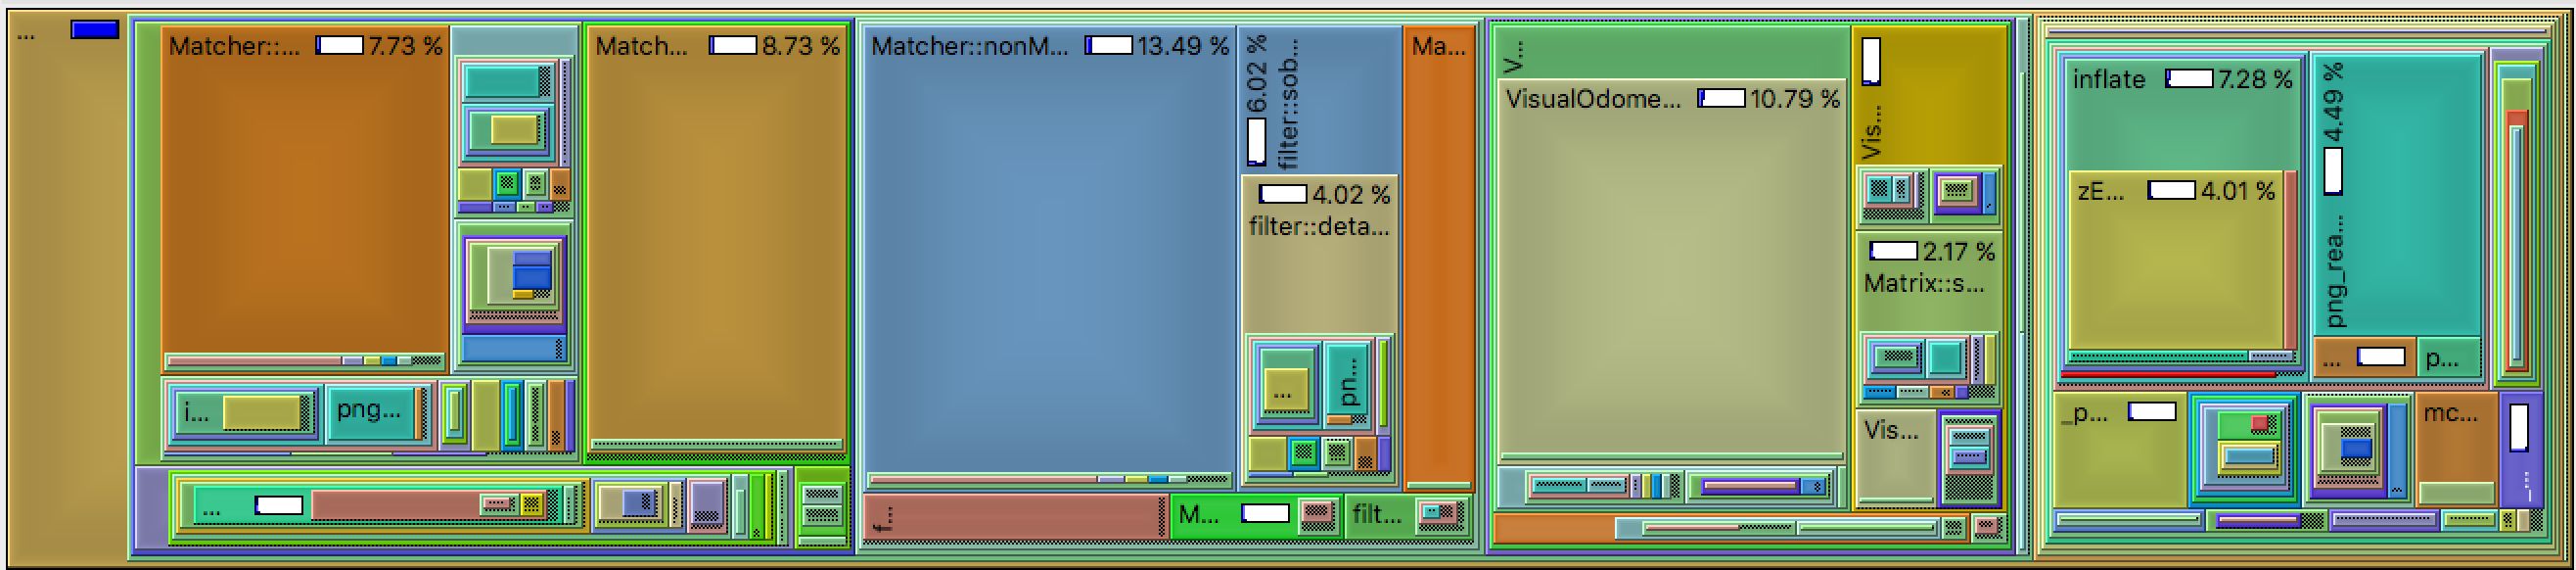 ...
Matcher::... 7.73 %
Match... 8.73 %
Matcher::nonM... 13.49 %
6.02 %
filter::sob...
Ma...
V...
VisualOdome... 10.79 %
Vis...
inflate 7.28 %
4.49 %
png_rea...
zE... 4.01 %
4.02 %
filter::deta...
2.17 %
Matrix::s...
... 
p...
i...
png...
...
pn...
Vis...
_p...
mc...
...
f...
M...
filt...
_...